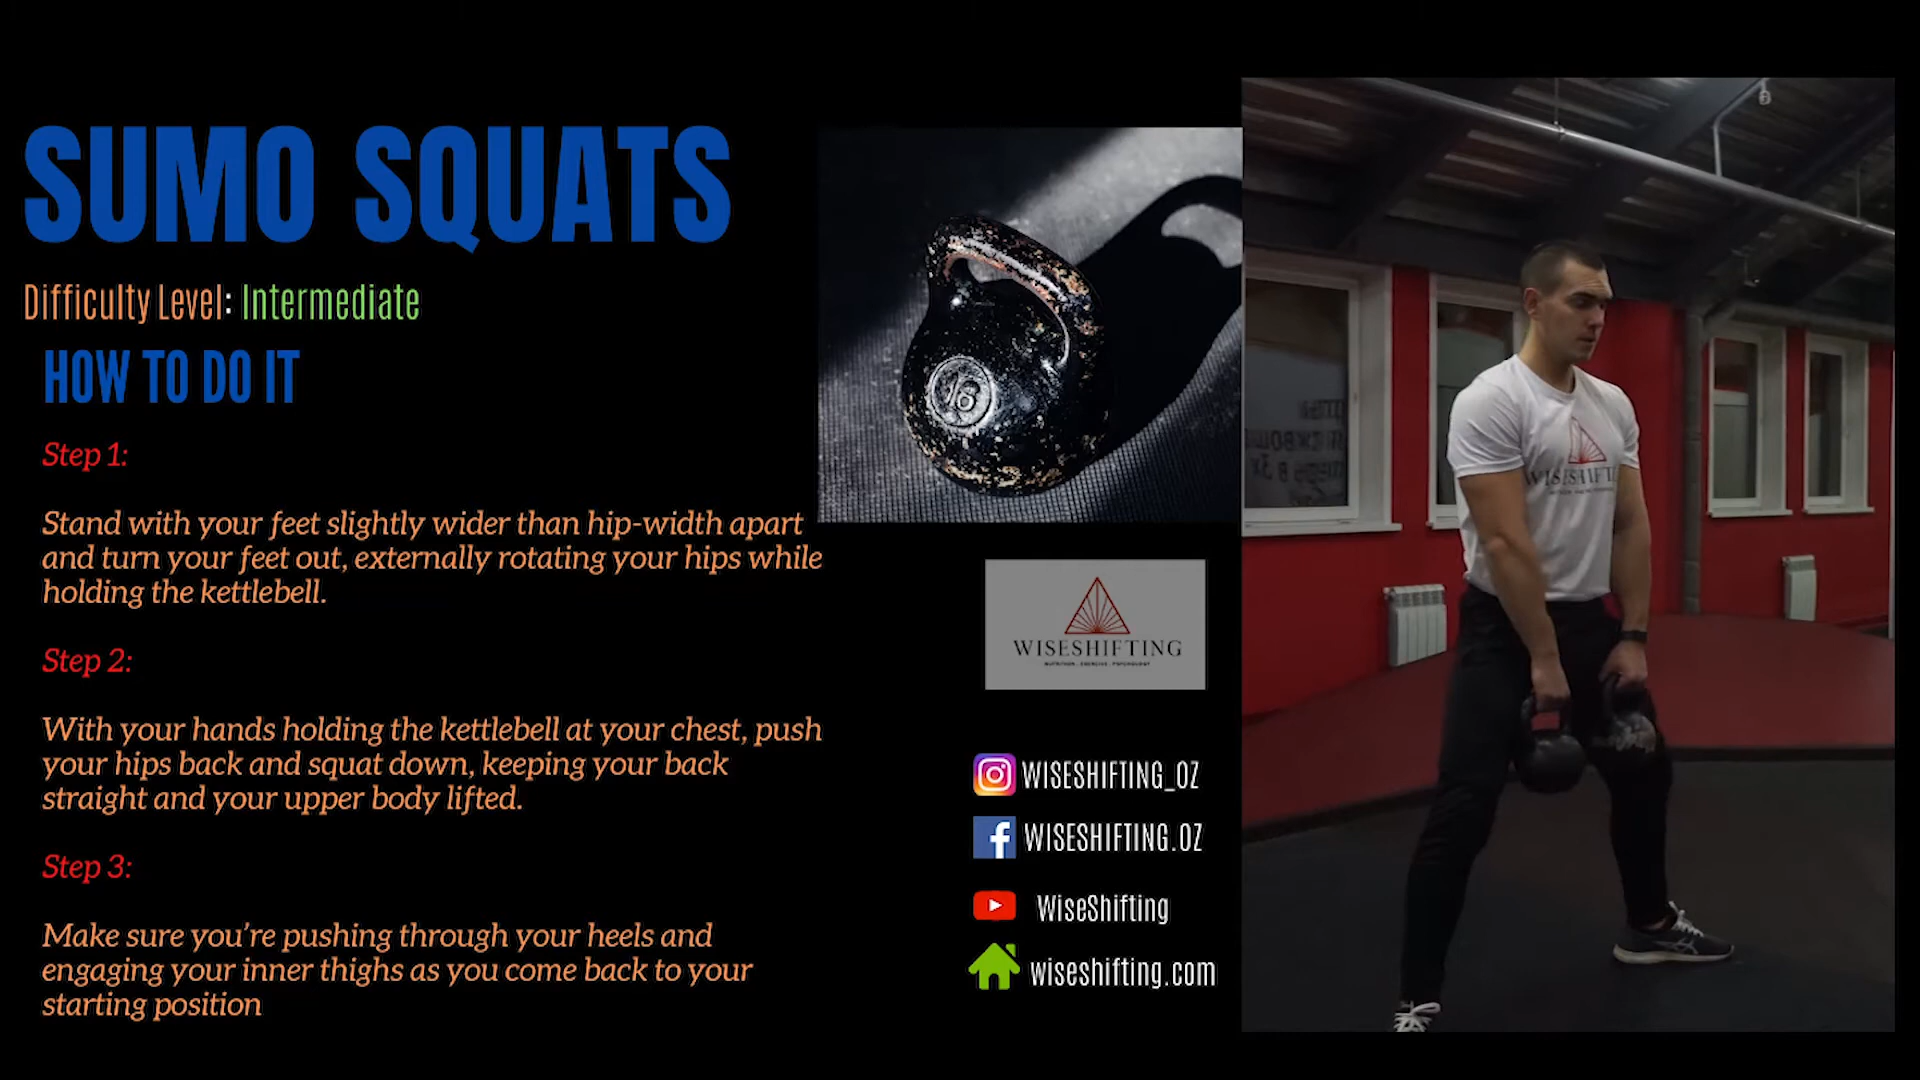 SUMO SQUATS
Difficulty Level: Intermediate
HOW TO DO IT
Step 1:
Stand with your feet slightly wider than hip-width apart
and turn your feet out, externally rotating your hips while
holding the kettlebell.
Step 2:
With your hands holding the kettlebell at your chest, push
your hips back and squat down, keeping your back
straight and your upper body lifted.
Step 3:
Make sure you're pushing through your heels and
engaging your inner thighs as you come back to your
starting position
16
WISESHIFTING
NUTRITION . EXERCISE . PSYCHOLOGY
WISESHIFTING_OZ
WISESHIFTING.OZ
WiseShifting
wiseshifting.com
WISESHIFT